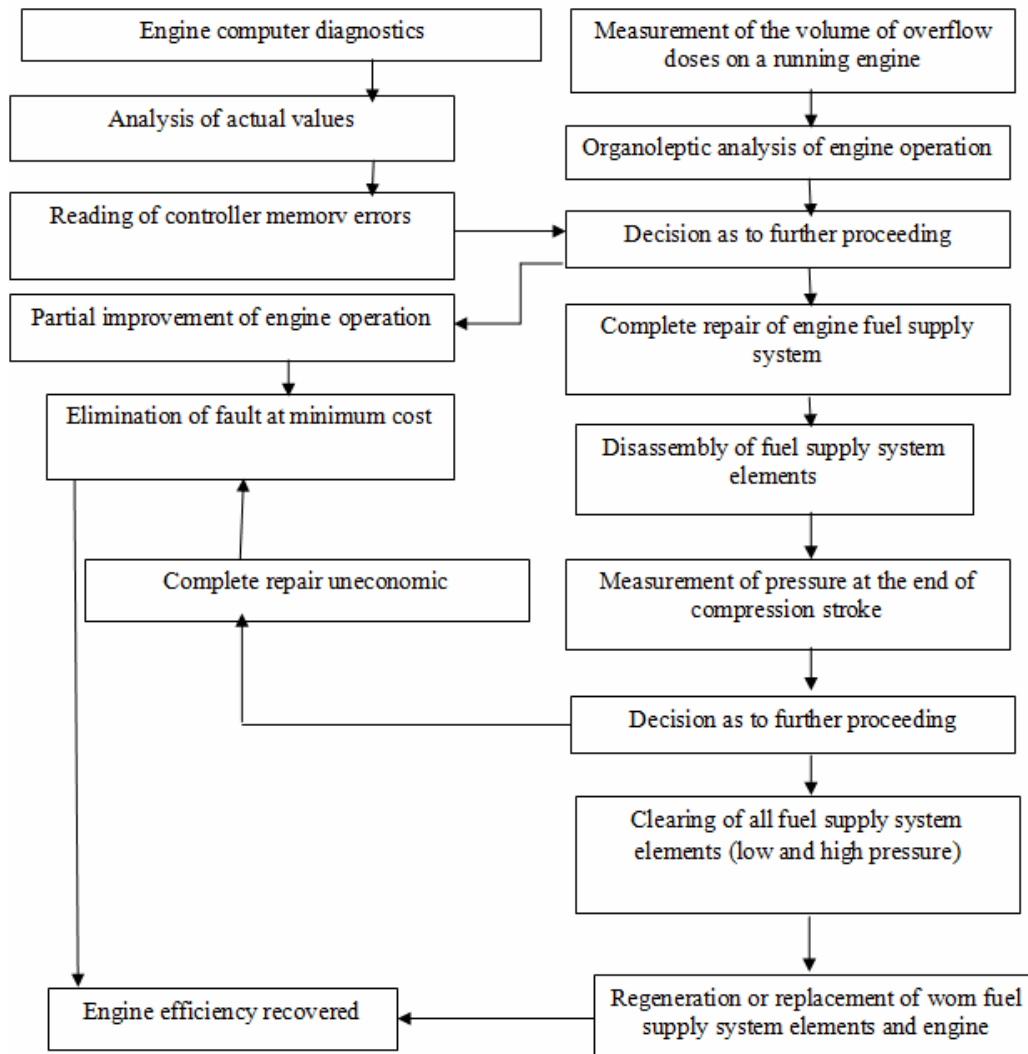 Engine computer diagnostics
Analysis of actual values
Reading of controller memorv errors
Partial improvement of engine operation
Elimination of fault at minimum cost
Complete repair uneconomic
Engine efficiency recovered
Measurement of the volume of overflow
doses on a running engine
Organoleptic analysis of engine operation
Decision as to further proceeding
Complete repair of engine fuel supply
system
Disassembly of fuel supply system
elements
Measurement of pressure at the end of
compression stroke
Decision as to further proceeding
Clearing of all fuel supply system
elements (low and high pressure)
Regeneration or replacement of worn fuel
supply system elements and engine